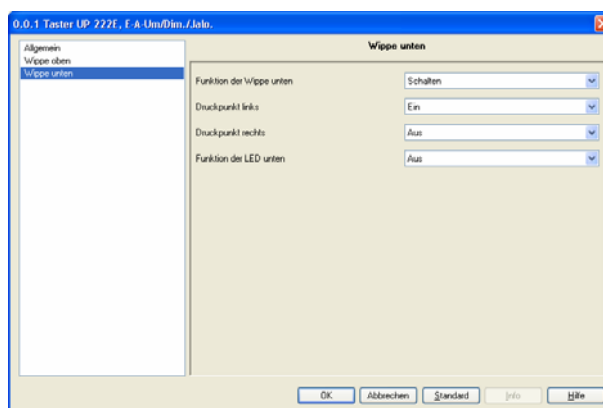 0.0.1 Taster UP 222E, E-A-Um/Dim./Jalo.
Allgemein
Wippe oben
Wippe unten
Wippe unten
Funktion der Wippe unten Schalten
Druckpunkt links Ein
Druckpunkt rechts Aus
Funktion der LED unten Aus
OK Abbrechen Standard Info Hilfe